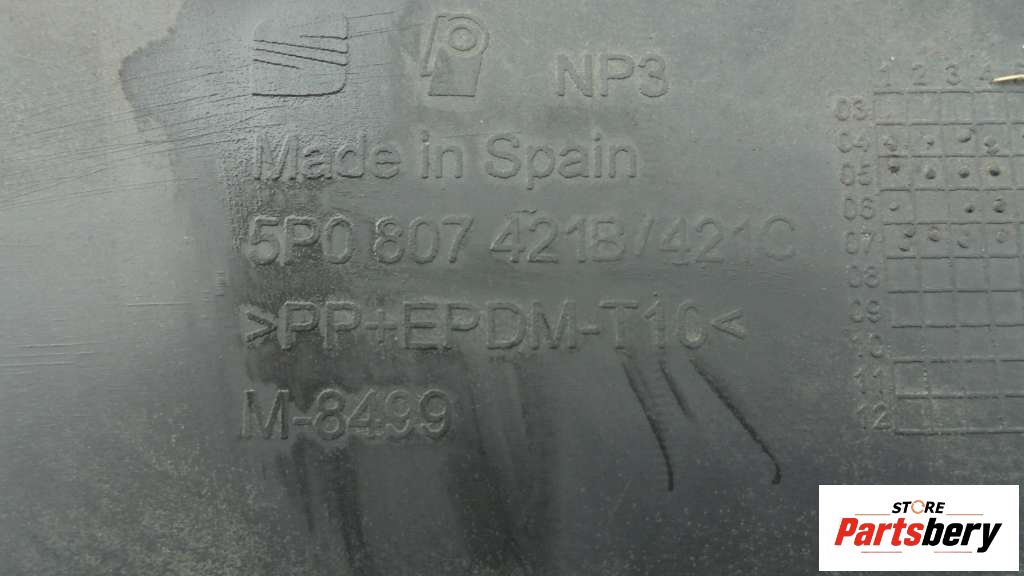 NP3
Made in Spain
5P0 807 421B/421C
>PP+EPDM-T10<
M-8499
1 2 3 4
03
04
05
06
07
08
09
10
11
12
STORE
Partsbery